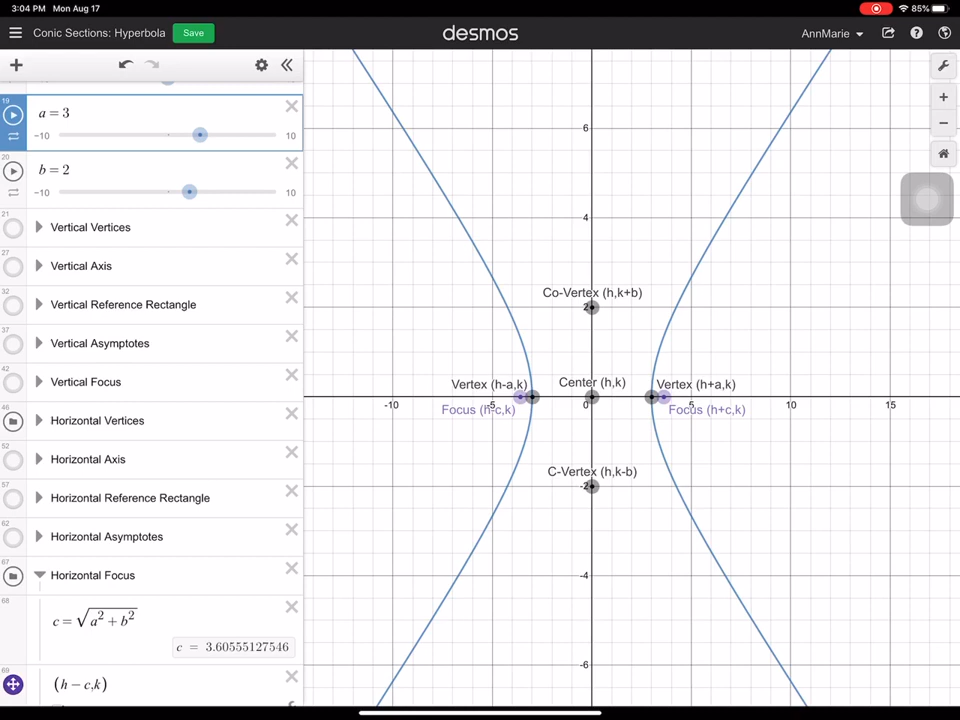 3:04 PM Mon Aug 17
85%
Conic Sections: Hyperbola
Save
desmos
AnnMarie
19
a = 3
-10
10
20
b = 2
-10
10
21
Vertical Vertices
27
Vertical Axis
32
Vertical Reference Rectangle
37
Vertical Asymptotes
42
Vertical Focus
46
Horizontal Vertices
52
Horizontal Axis
57
Horizontal Reference Rectangle
62
Horizontal Asymptotes
67
Horizontal Focus
68
c = √(a² + b²)
c = 3.60555127546
69
(h − c,k)
6
4
Co-Vertex (h,k+b)
2
Vertex (h-a,k)
Center (h,k)
Vertex (h+a,k)
-10
-5
0
5
10
15
Focus (h-c,k)
Focus (h+c,k)
C-Vertex (h,k-b)
-2
-4
-6